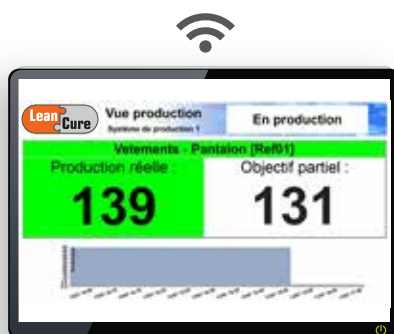 Lean Cure
Vue production
Système de production 1
En production
Vetements - Pantalon [Ref01]
Production réelle :
Objectif partiel :
139
131